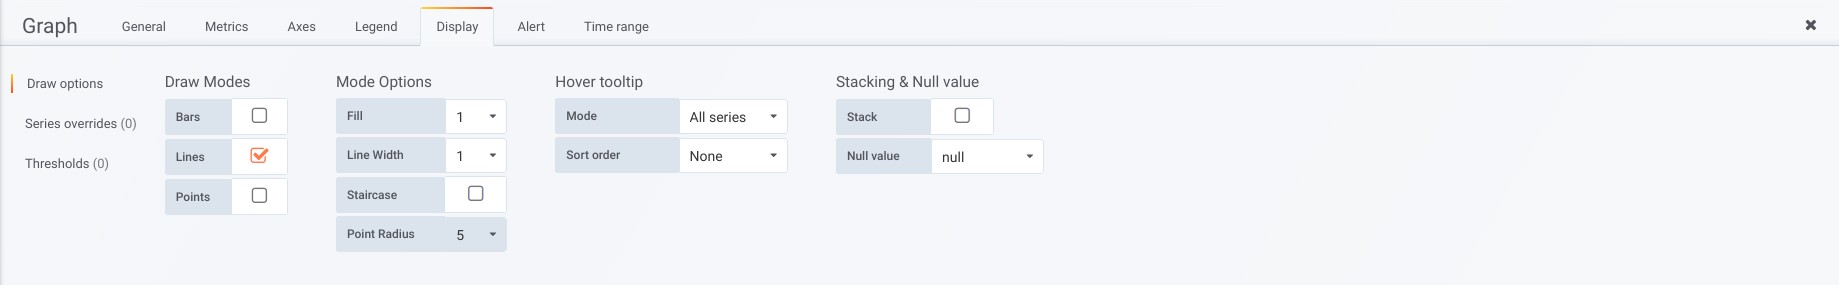 Graph General Metrics Axes Legend Display Alert Time range
Draw options
Series overrides (0)
Thresholds (0)
Draw Modes
Bars
Lines
Points
Mode Options
Fill 1
Line Width 1
Staircase
Point Radius 5
Hover tooltip
Mode All series
Sort order None
Stacking & Null value
Stack
Null value null